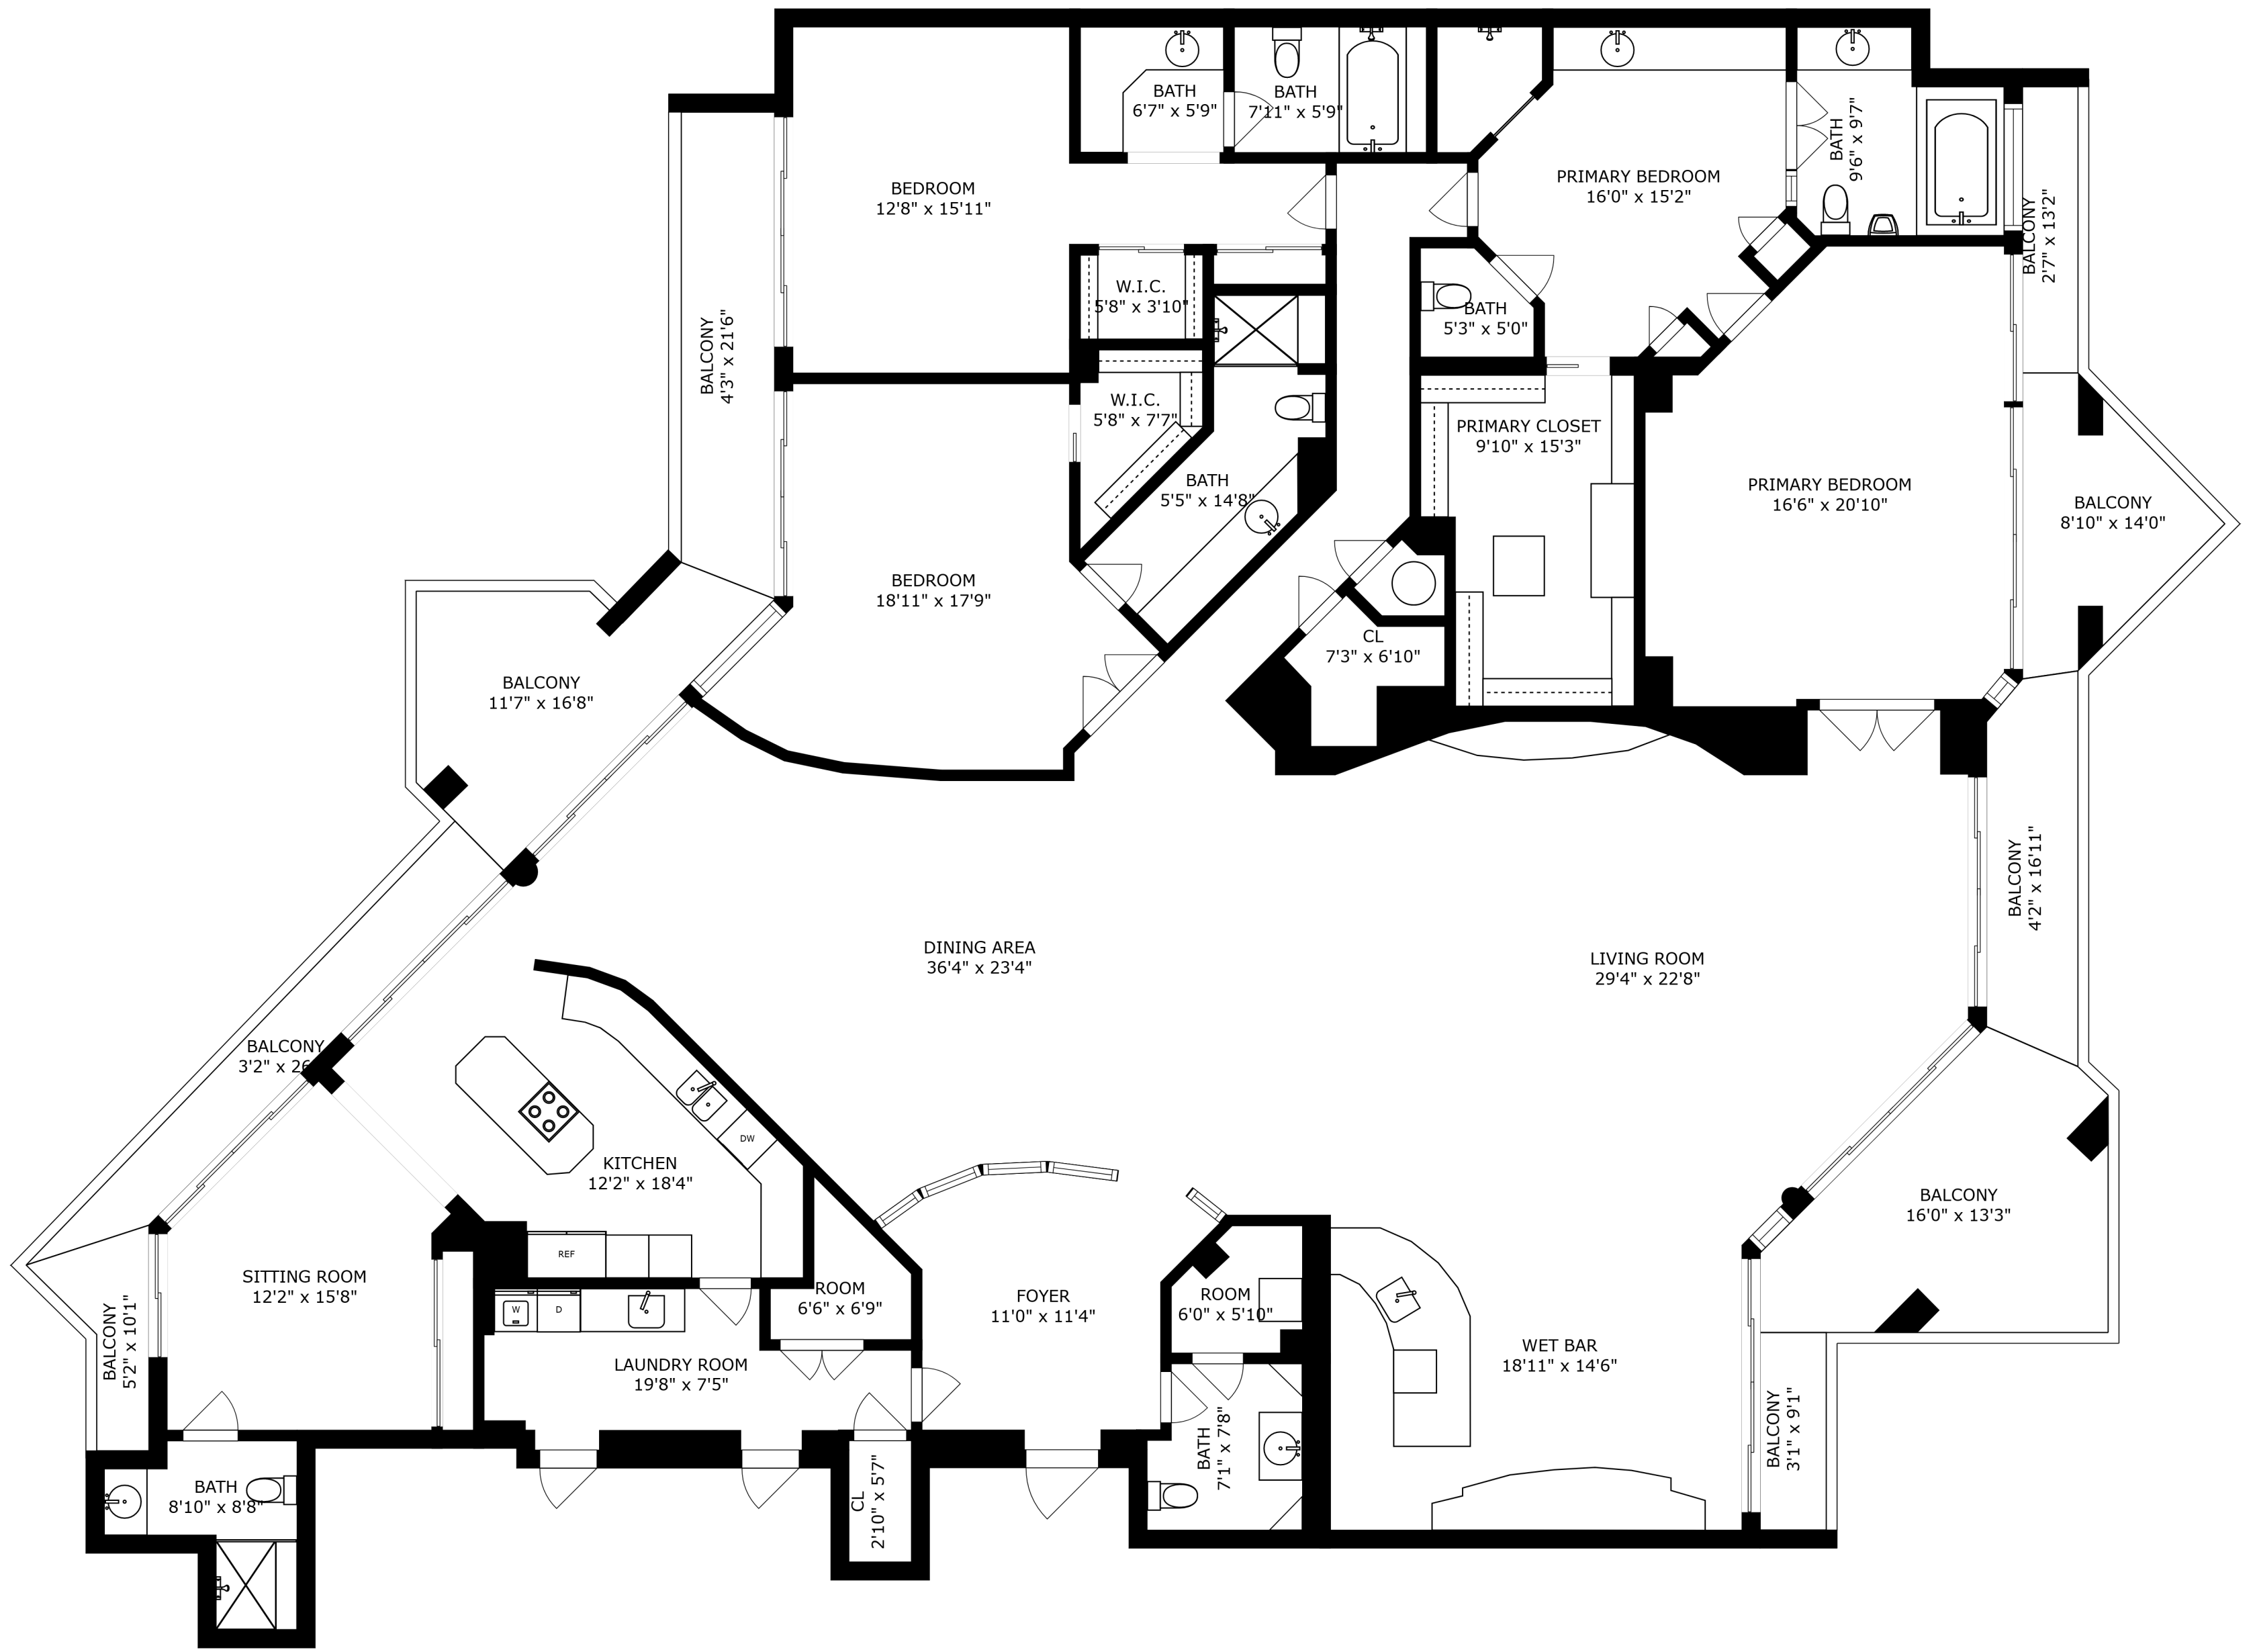 BATH
6'7" x 5'9"
BATH
7'11" x 5'9"
BATH
9'6" x 9'7"
BEDROOM
12'8" x 15'11"
PRIMARY BEDROOM
16'0" x 15'2"
BALCONY
2'7" x 13'2"
W.I.C.
5'8" x 3'10"
BATH
5'3" x 5'0"
BALCONY
4'3" x 21'6"
W.I.C.
5'8" x 7'7"
PRIMARY CLOSET
9'10" x 15'3"
BATH
5'5" x 14'8"
PRIMARY BEDROOM
16'6" x 20'10"
BALCONY
8'10" x 14'0"
BEDROOM
18'11" x 17'9"
CL
7'3" x 6'10"
BALCONY
11'7" x 16'8"
BALCONY
4'2" x 16'11"
DINING AREA
36'4" x 23'4"
LIVING ROOM
29'4" x 22'8"
BALCONY
3'2" x 26
DW
KITCHEN
12'2" x 18'4"
BALCONY
16'0" x 13'3"
REF
SITTING ROOM
12'2" x 15'8"
ROOM
6'6" x 6'9"
FOYER
11'0" x 11'4"
ROOM
6'0" x 5'10"
W
D
BALCONY
5'2" x 10'1"
LAUNDRY ROOM
19'8" x 7'5"
WET BAR
18'11" x 14'6"
BALCONY
3'1" x 9'1"
BATH
7'1" x 7'8"
BATH
8'10" x 8'8"
CL
2'10" x 5'7"